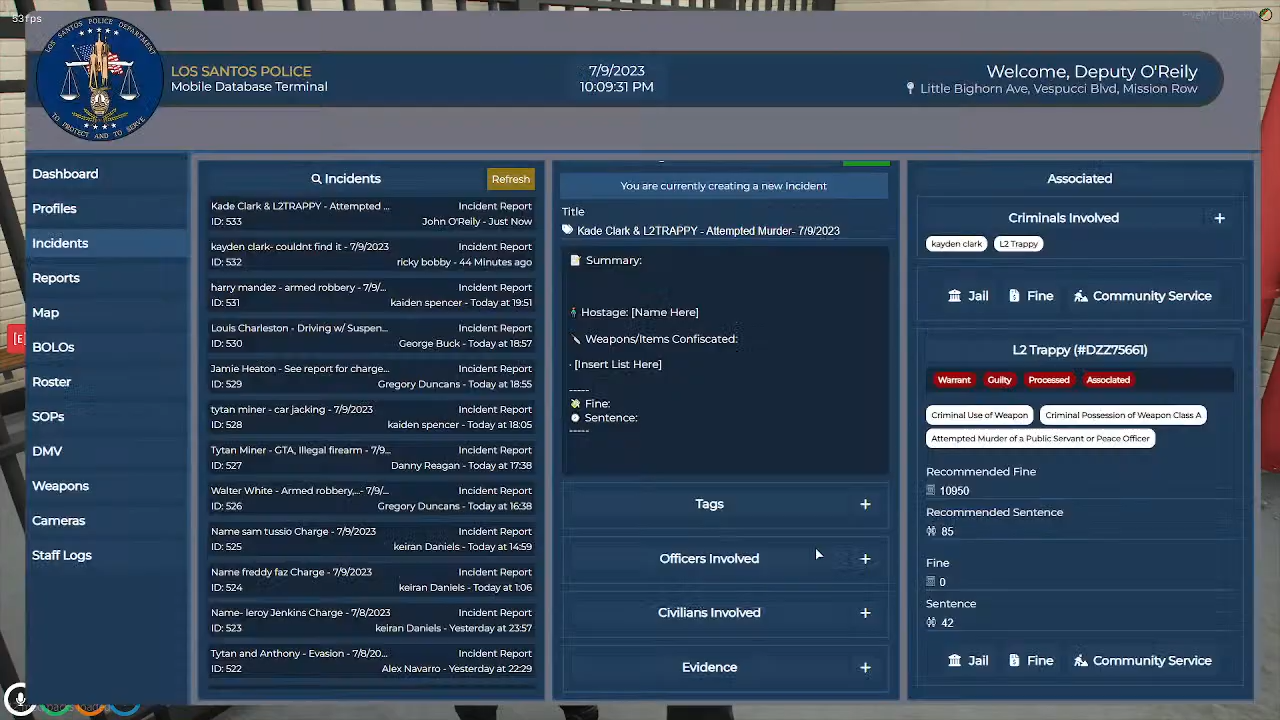 53fps
LOS SANTOS POLICE DEPARTMENT
TO PROTECT AND TO SERVE
LOS SANTOS POLICE
Mobile Database Terminal
7/9/2023
10:09:31 PM
Welcome, Deputy O'Reily
Little Bighorn Ave, Vespucci Blvd, Mission Row
Dashboard
Profiles
Incidents
Reports
Map
BOLOs
Roster
SOPs
DMV
Weapons
Cameras
Staff Logs
[E]
Incidents
Refresh
Kade Clark & L2TRAPPY - Attempted ... Incident Report
ID: 533 John O'Reily - Just Now
kayden clark- couldnt find it - 7/9/2023 Incident Report
ID: 532 ricky bobby - 44 Minutes ago
harry mandez - armed robbery - 7/9/... Incident Report
ID: 531 kaiden spencer - Today at 19:51
Louis Charleston - Driving w/ Suspen... Incident Report
ID: 530 George Buck - Today at 18:57
Jamie Heaton - See report for charge... Incident Report
ID: 529 Gregory Duncans - Today at 18:55
tytan miner - car jacking - 7/9/2023 Incident Report
ID: 528 kaiden spencer - Today at 18:05
Tytan Miner - GTA, Illegal firearm - 7/9... Incident Report
ID: 527 Danny Reagan - Today at 17:38
Walter White - Armed robbery,...- 7/9/... Incident Report
ID: 526 Gregory Duncans - Today at 16:38
Name sam tussio Charge - 7/9/2023 Incident Report
ID: 525 keiran Daniels - Today at 14:59
Name freddy faz Charge - 7/9/2023 Incident Report
ID: 524 keiran Daniels - Today at 1:06
Name- leroy Jenkins Charge - 7/8/2023 Incident Report
ID: 523 keiran Daniels - Yesterday at 23:57
Tytan and Anthony - Evasion - 7/8/20... Incident Report
ID: 522 Alex Navarro - Yesterday at 22:29
You are currently creating a new Incident
Title
Kade Clark & L2TRAPPY - Attempted Murder- 7/9/2023
Summary:
Hostage: [Name Here]
Weapons/Items Confiscated:
· [Insert List Here]
-----
Fine:
Sentence:
-----
Tags +
Officers Involved +
Civilians Involved +
Evidence +
Associated
Criminals Involved +
kayden clark L2 Trappy
Jail Fine Community Service
L2 Trappy (#DZZ75661)
Warrant Guilty Processed Associated
Criminal Use of Weapon Criminal Possession of Weapon Class A
Attempted Murder of a Public Servant or Peace Officer
Recommended Fine
10950
Recommended Sentence
85
Fine
0
Sentence
42
Jail Fine Community Service